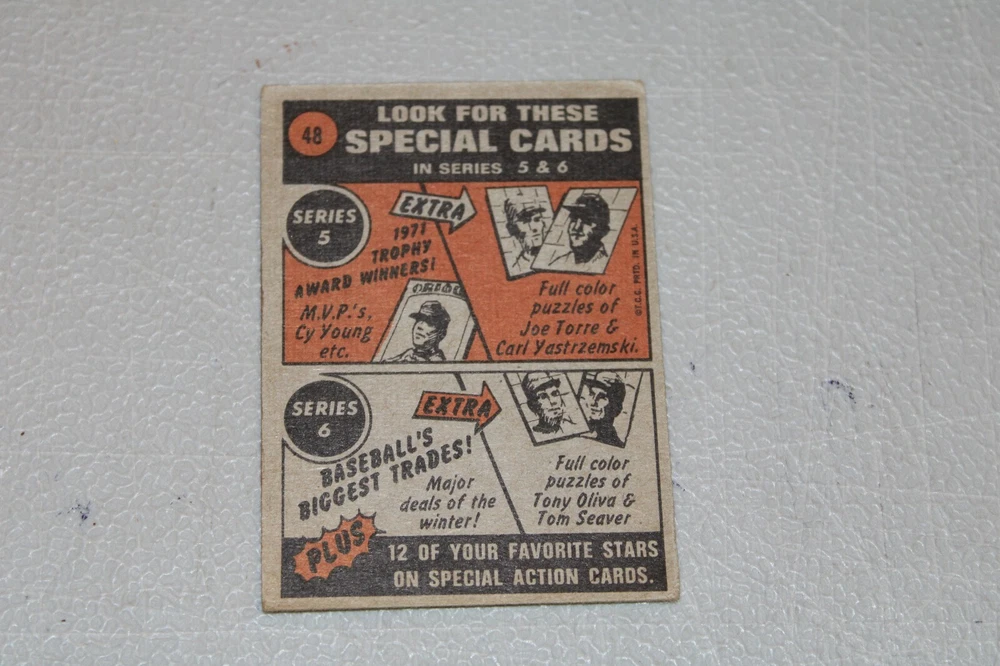 48
LOOK FOR THESE
SPECIAL CARDS
IN SERIES 5 & 6
SERIES
5
EXTRA
1971
TROPHY
AWARD WINNERS!
M.V.P.'s,
Cy Young
etc.
Full color
puzzles of
Joe Torre &
Carl Yastrzemski.
©T.C.G. PRTD. IN U.S.A.
SERIES
6
EXTRA
BASEBALL'S
BIGGEST TRADES!
Major
deals of the
winter!
Full color
puzzles of
Tony Oliva &
Tom Seaver
PLUS
12 OF YOUR FAVORITE STARS
ON SPECIAL ACTION CARDS.